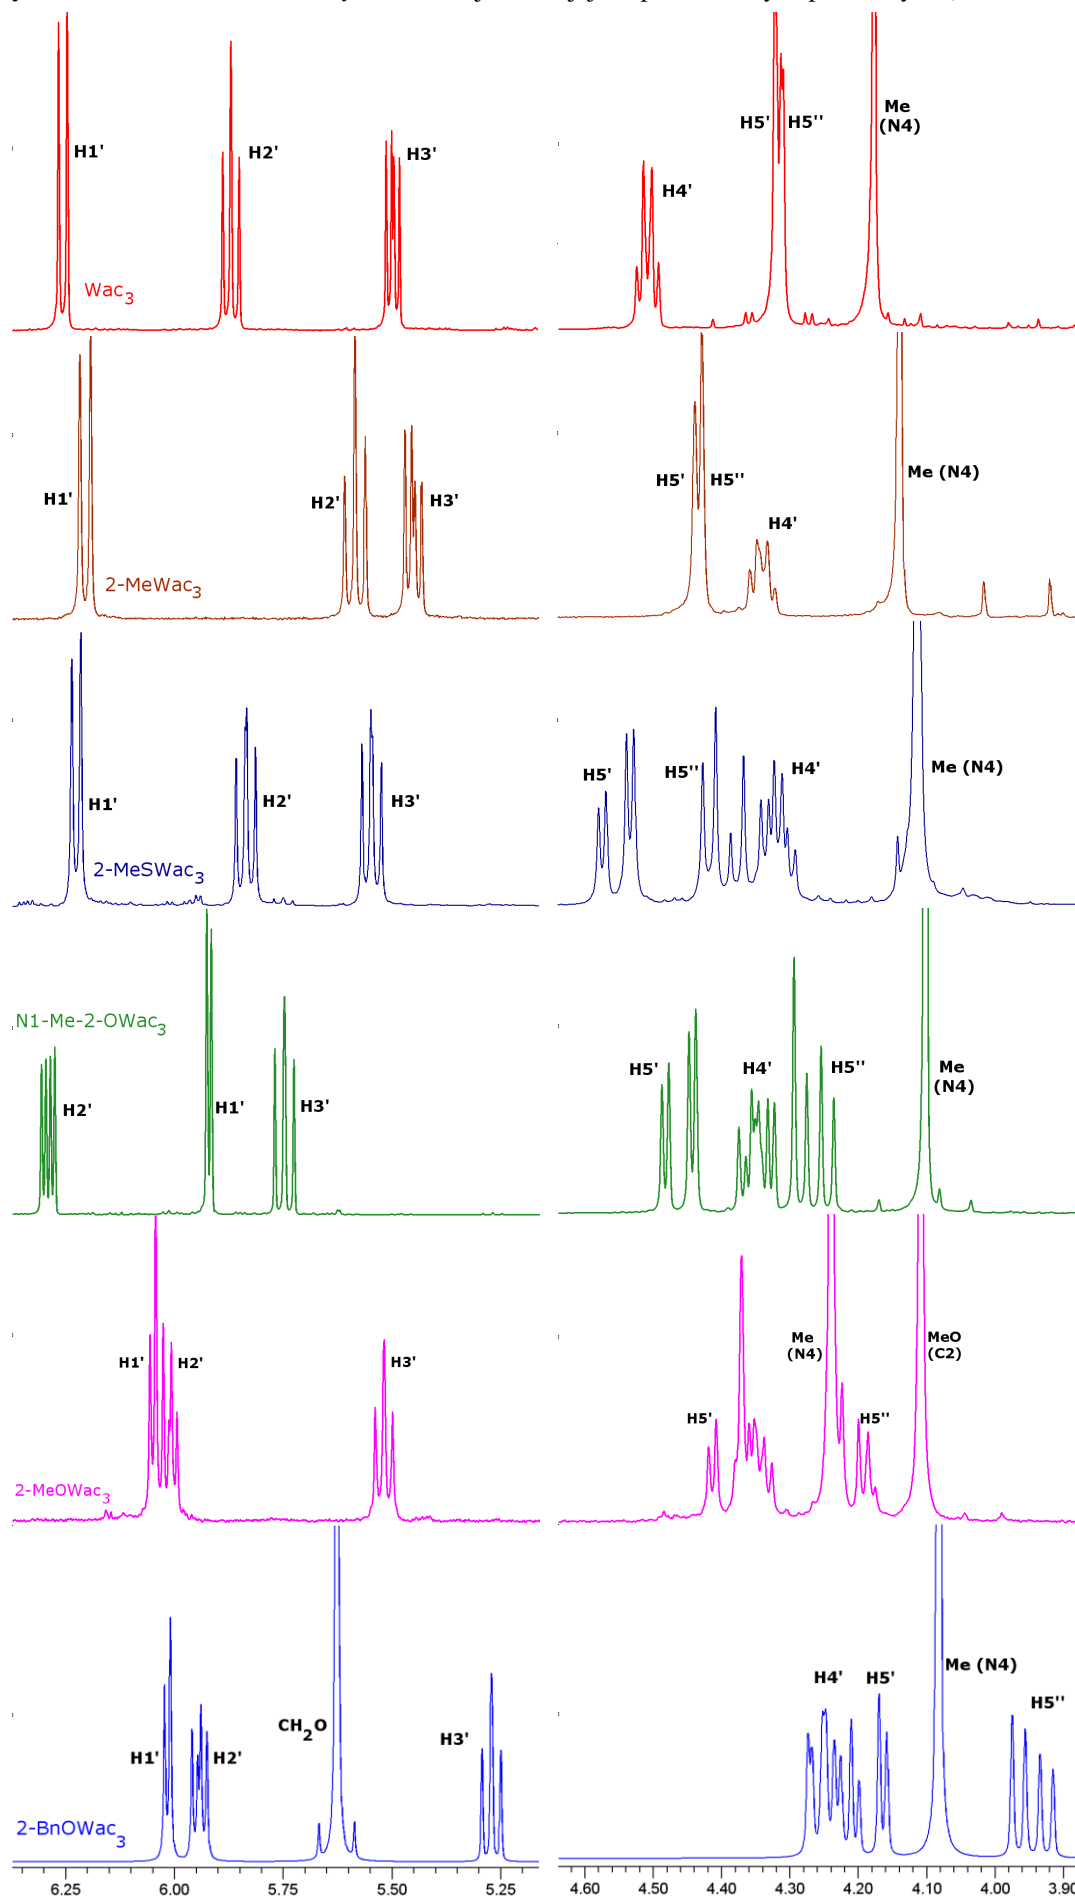 H1'
H2'
H3'
H4'
H5' H5''
Me
(N4)
Wac3
H1'
H2'
H3'
H5' H5''
H4'
Me (N4)
2-MeWac3
H1'
H2'
H3'
H5'
H5''
H4'
Me (N4)
2-MeSWac3
N1-Me-2-OWac3
H2'
H1'
H3'
H5'
H4'
H5''
Me
(N4)
H1' H2'
H3'
H5'
Me
(N4)
H5''
MeO
(C2)
2-MeOWac3
H1'
H2'
CH2O
H3'
H4'
H5'
Me (N4)
H5''
2-BnOWac3
6.25 6.00 5.75 5.50 5.25 4.60 4.50 4.40 4.30 4.20 4.10 4.00 3.90